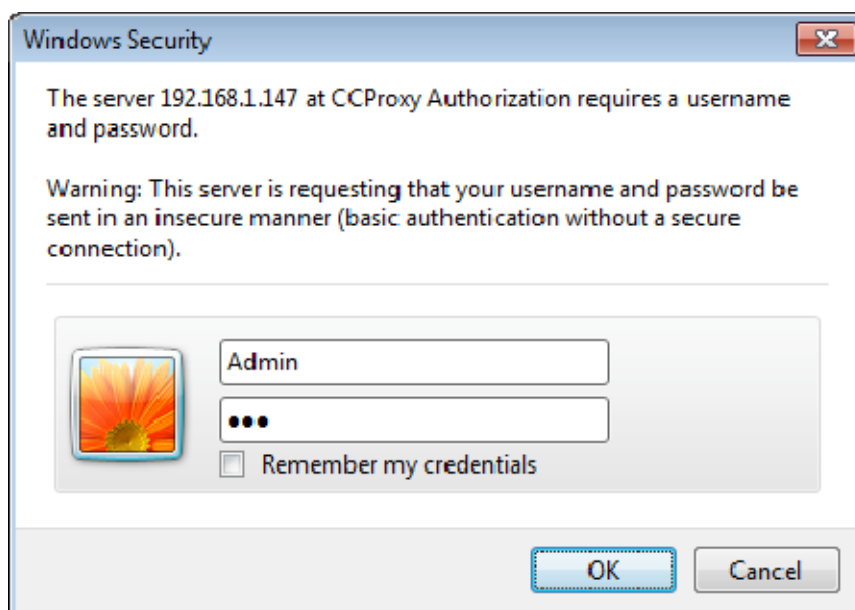 Windows Security
The server 192.168.1.147 at CCProxy Authorization requires a username
and password.
Warning: This server is requesting that your username and password be
sent in an insecure manner (basic authentication without a secure
connection).
Admin
•••
Remember my credentials
OK
Cancel